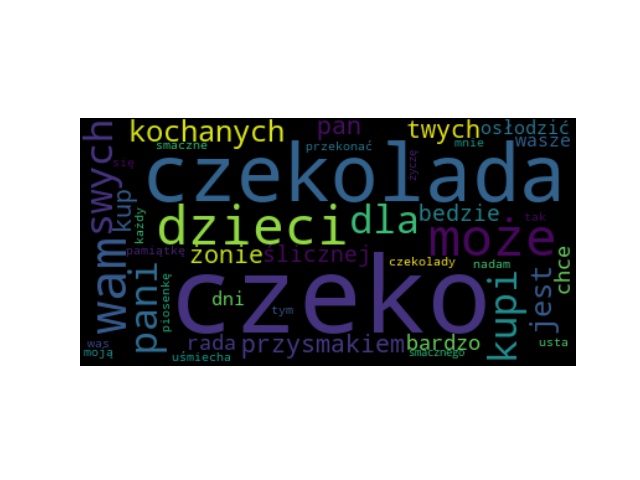 kochanych pan twych osłodzić
smaczne przekonać mnie wasze
swych się czekolada życzę
kup każdy dzieci dla bedzie może tak
wam pamiątkę żonie ślicznej czekolady nadam chce
pani piosenkę czeko dni tym kupi jest
was rada przysmakiem bardzo usta
moją uśmiecha smacznego